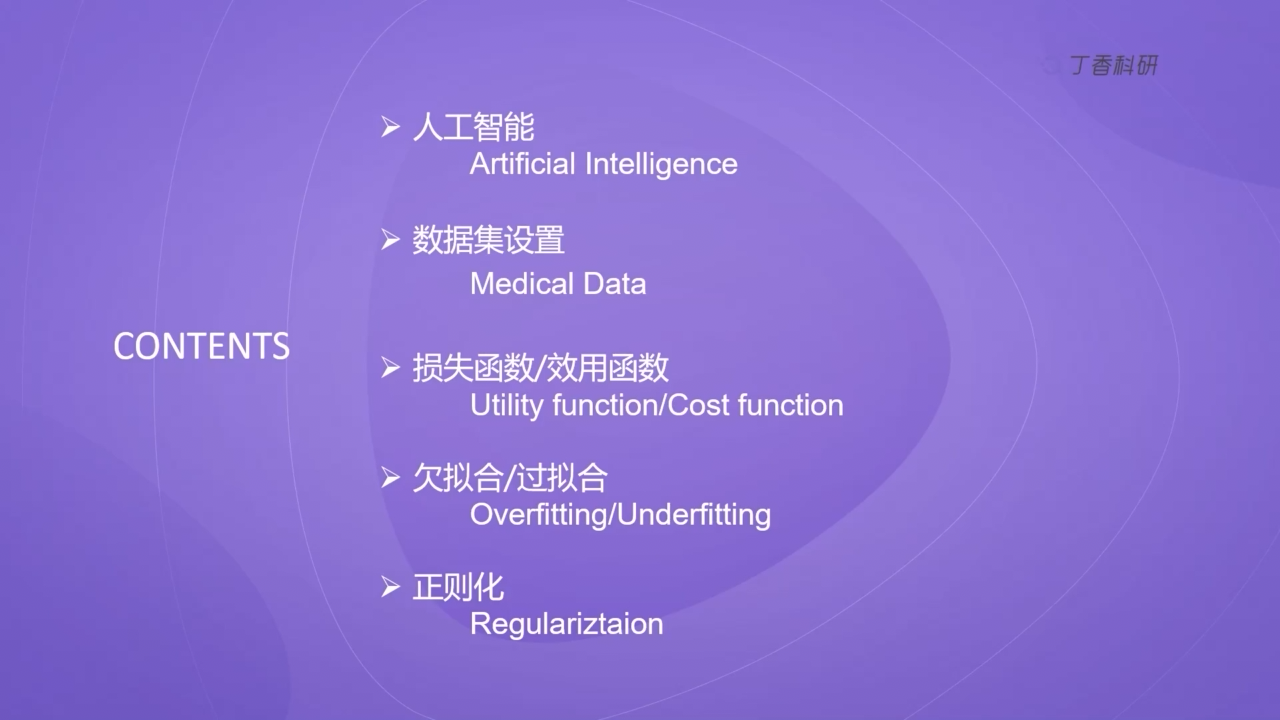 丁香科研
人工智能
Artificial Intelligence
数据集设置
Medical Data
CONTENTS
损失函数/效用函数
Utility function/Cost function
欠拟合/过拟合
Overfitting/Underfitting
正则化
Regulariztaion